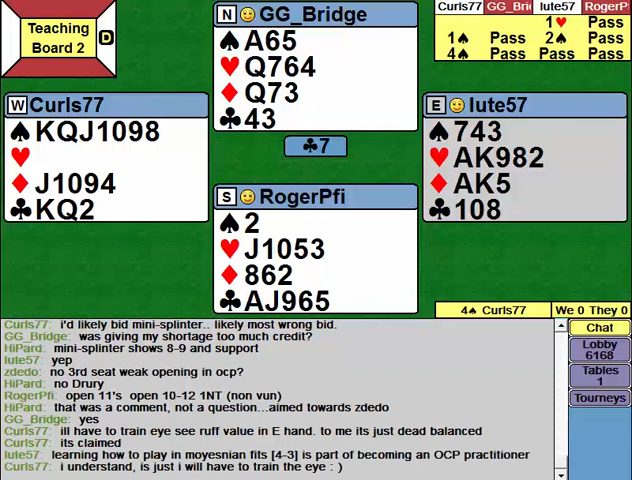 Teaching
Board 2
D
N GG_Bridge
♠A65
♥Q764
♦Q73
♣43
Curls77 GG_Bri lute57 RogerP
1♥ Pass
1♠ Pass 2♠ Pass
4♠ Pass Pass Pass
W Curls77
♠KQJ1098
♥
♦J1094
♣KQ2
♣7
E lute57
♠743
♥AK982
♦AK5
♣108
S RogerPfi
♠2
♥J1053
♦862
♣AJ965
4♠ Curls77 We 0 They 0
Curls77: i'd likely bid mini-splinter.. likely most wrong bid.
GG_Bridge: was giving my shortage too much credit?
HiPard: mini-splinter shows 8-9 and support
lute57: yep
zdedo: no 3rd seat weak opening in ocp?
HiPard: no Drury
RogerPfi: open 11's open 10-12 1NT (non vun)
HiPard: that was a comment, not a question...aimed towards zdedo
GG_Bridge: yes
Curls77: ill have to train eye see ruff value in E hand. to me its just dead balanced
Curls77: its claimed
lute57: learning how to play in moyesnian fits [4-3] is part of becoming an OCP practitioner
Curls77: i understand, is just i will have to train the eye : )
Chat
Lobby
6168
Tables
1
Tourneys